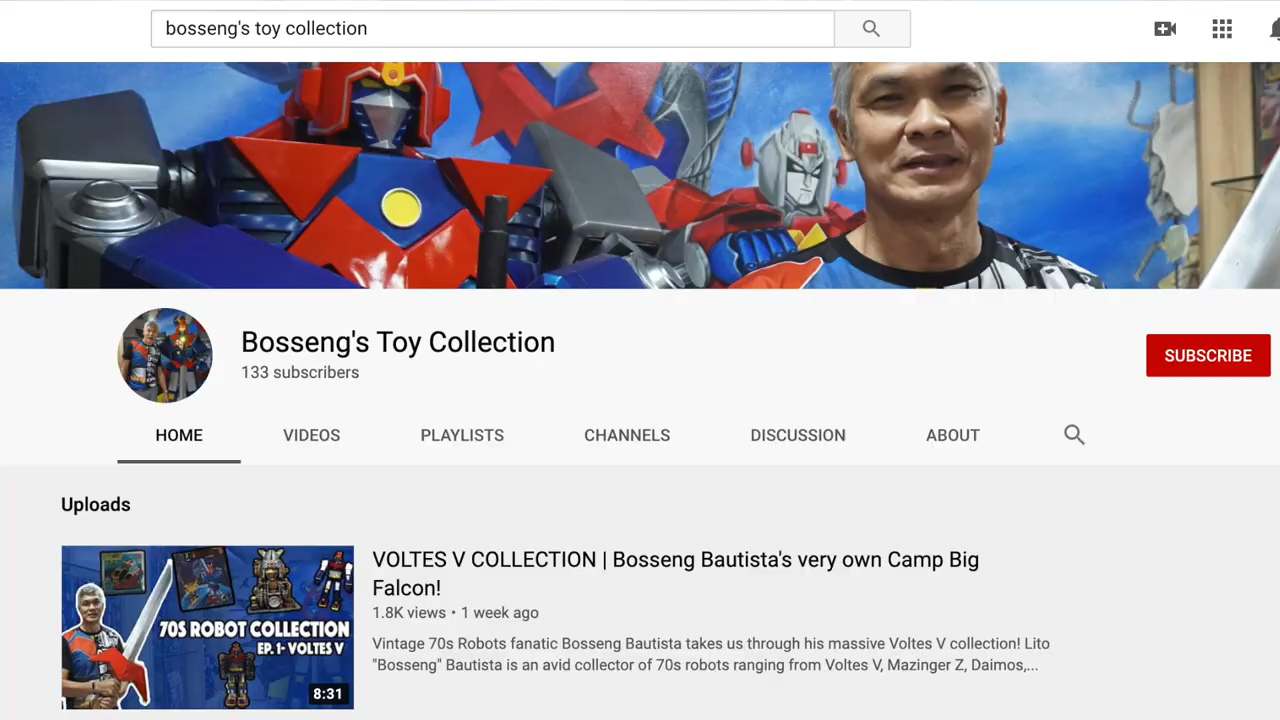 bosseng's toy collection
Bosseng's Toy Collection
133 subscribers
SUBSCRIBE
HOME
VIDEOS
PLAYLISTS
CHANNELS
DISCUSSION
ABOUT
Uploads
70S ROBOT COLLECTION
EP. 1- VOLTES V
8:31
VOLTES V COLLECTION | Bosseng Bautista's very own Camp Big
Falcon!
1.8K views • 1 week ago
Vintage 70s Robots fanatic Bosseng Bautista takes us through his massive Voltes V collection! Lito
"Bosseng" Bautista is an avid collector of 70s robots ranging from Voltes V, Mazinger Z, Daimos,...